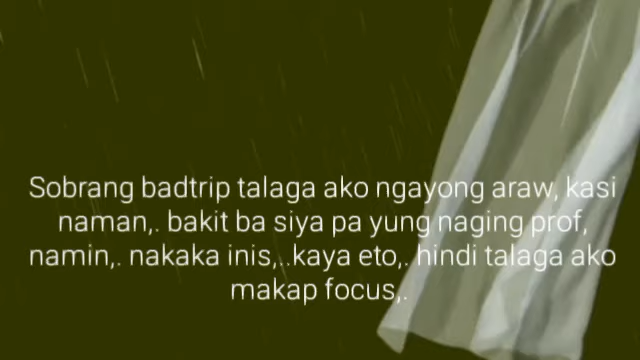 Sobrang badtrip talaga ako ngayong araw, kasi
naman,. bakit ba siya pa yung naging prof,
namin,. nakaka inis,..kaya eto,. hindi talaga ako
makap focus,.